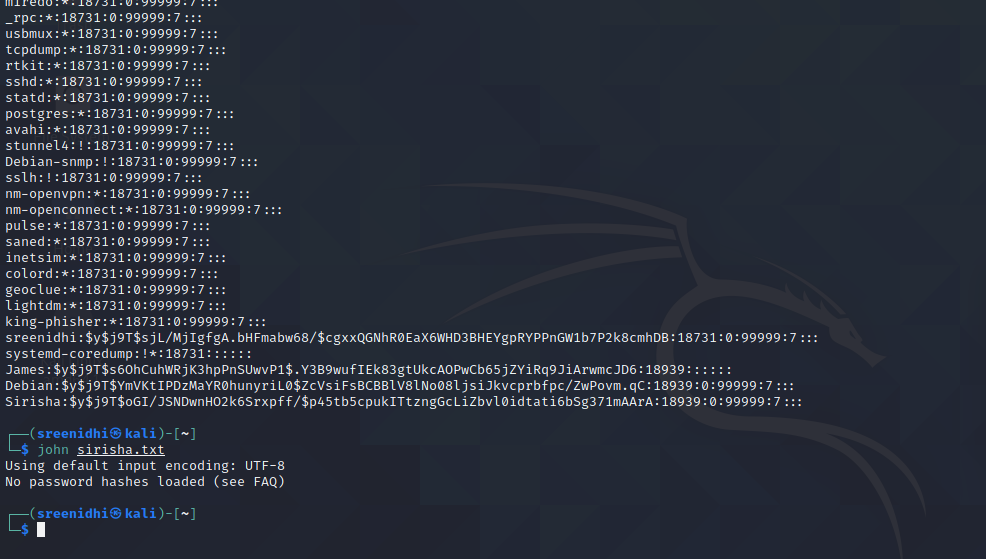 miredo:*:18731:0:99999:7:::
_rpc:*:18731:0:99999:7:::
usbmux:*:18731:0:99999:7:::
tcpdump:*:18731:0:99999:7:::
rtkit:*:18731:0:99999:7:::
sshd:*:18731:0:99999:7:::
statd:*:18731:0:99999:7:::
postgres:*:18731:0:99999:7:::
avahi:*:18731:0:99999:7:::
stunnel4:!:18731:0:99999:7:::
Debian-snmp:!:18731:0:99999:7:::
sslh:!:18731:0:99999:7:::
nm-openvpn:*:18731:0:99999:7:::
nm-openconnect:*:18731:0:99999:7:::
pulse:*:18731:0:99999:7:::
saned:*:18731:0:99999:7:::
inetsim:*:18731:0:99999:7:::
colord:*:18731:0:99999:7:::
geoclue:*:18731:0:99999:7:::
lightdm:*:18731:0:99999:7:::
king-phisher:*:18731:0:99999:7:::
sreenidhi:$y$j9T$sjL/MjIgfgA.bHFmabw68/$cgxxQGNhR0EaX6WHD3BHEYgpRYPPnGW1b7P2k8cmhDB:18731:0:99999:7:::
systemd-coredump:!*:18731::::::
James:$y$j9T$s6OhCuhWRjK3hpPnSUwvP1$.Y3B9wufIEk83gtUkcAOPwCb65jZYiRq9JiArwmcJD6:18939::::::
Debian:$y$j9T$YmVKtIPDzMaYR0hunyriL0$ZcVsiFsBCBBlV8lNo08ljsiJkvcprbfpc/ZwPovm.qC:18939:0:99999:7:::
Sirisha:$y$j9T$oGI/JSNDwnHO2k6Srxpff/$p45tb5cpukITtzngGcLiZbvl0idtati6bSg371mAArA:18939:0:99999:7:::
┌──(sreenidhi㉿kali)-[~]
└─$ john sirisha.txt
Using default input encoding: UTF-8
No password hashes loaded (see FAQ)
┌──(sreenidhi㉿kali)-[~]
└─$